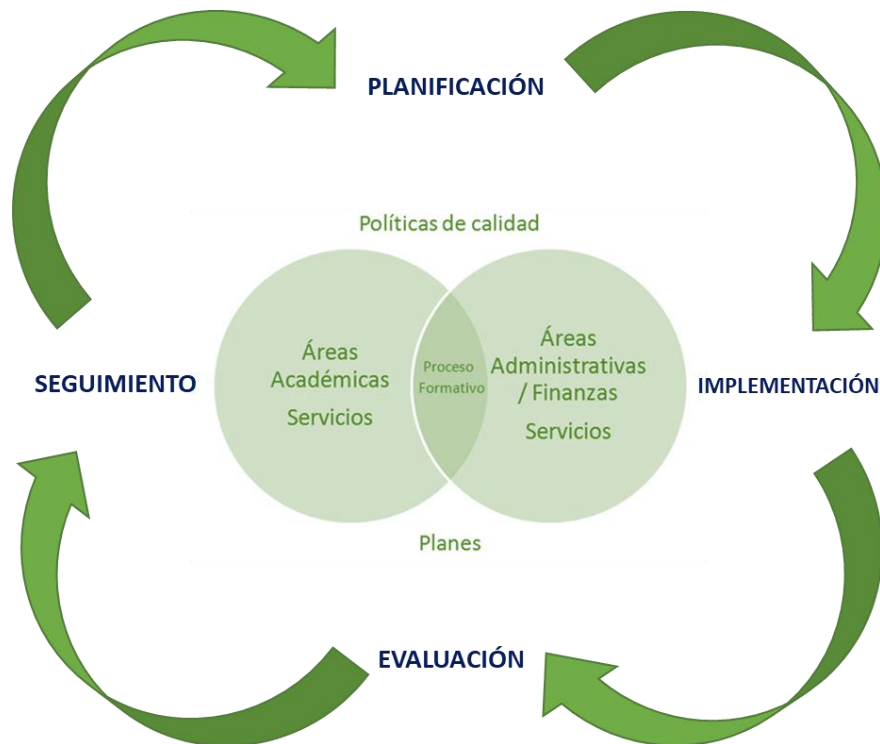 PLANIFICACIÓN
Políticas de calidad
SEGUIMIENTO
Áreas
Académicas
Servicios
Proceso
Formativo
Áreas
Administrativas
/ Finanzas
Servicios
IMPLEMENTACIÓN
Planes
EVALUACIÓN